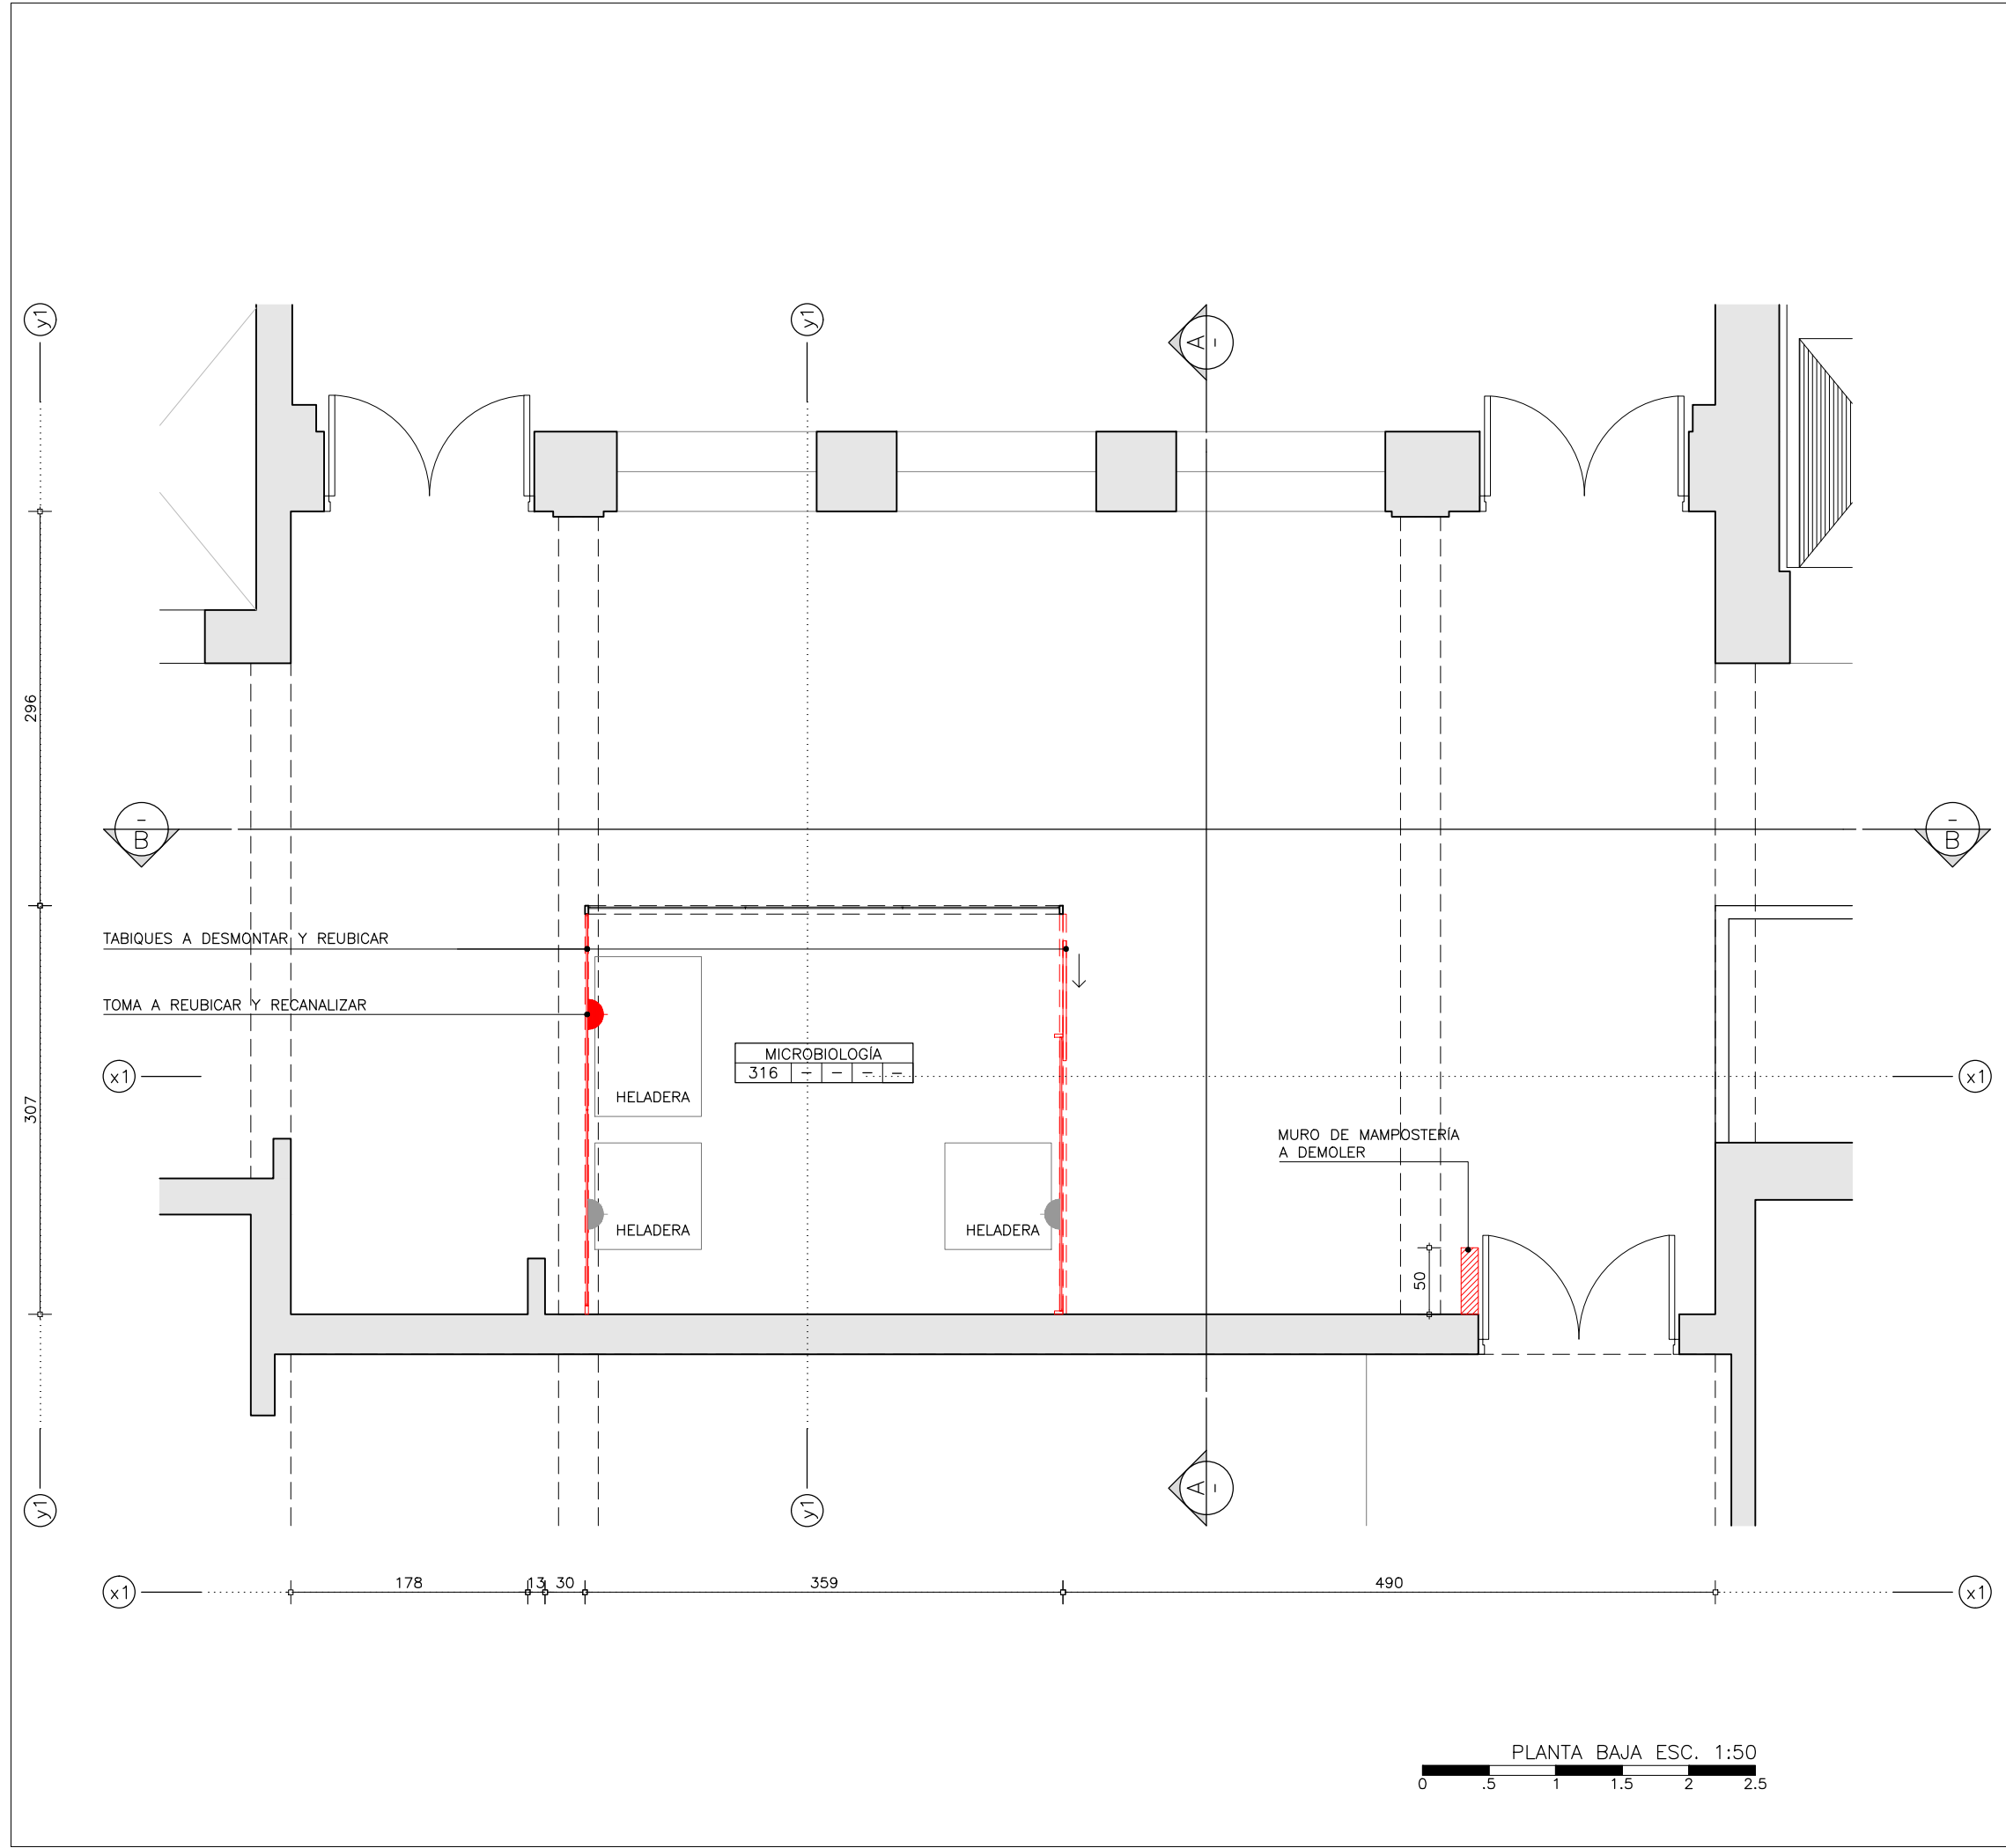 y1
y1
A
-
296
-
B
-
B
TABIQUES A DESMONTAR Y REUBICAR
TOMA A REUBICAR Y RECANALIZAR
MICROBIOLOGÍA
316 - - - -
x1
x1
HELADERA
307
MURO DE MAMPOSTERÍA
A DEMOLER
HELADERA
HELADERA
50
y1
y1
A
-
x1
178
13
30
359
490
x1
PLANTA BAJA ESC. 1:50
0 .5 1 1.5 2 2.5